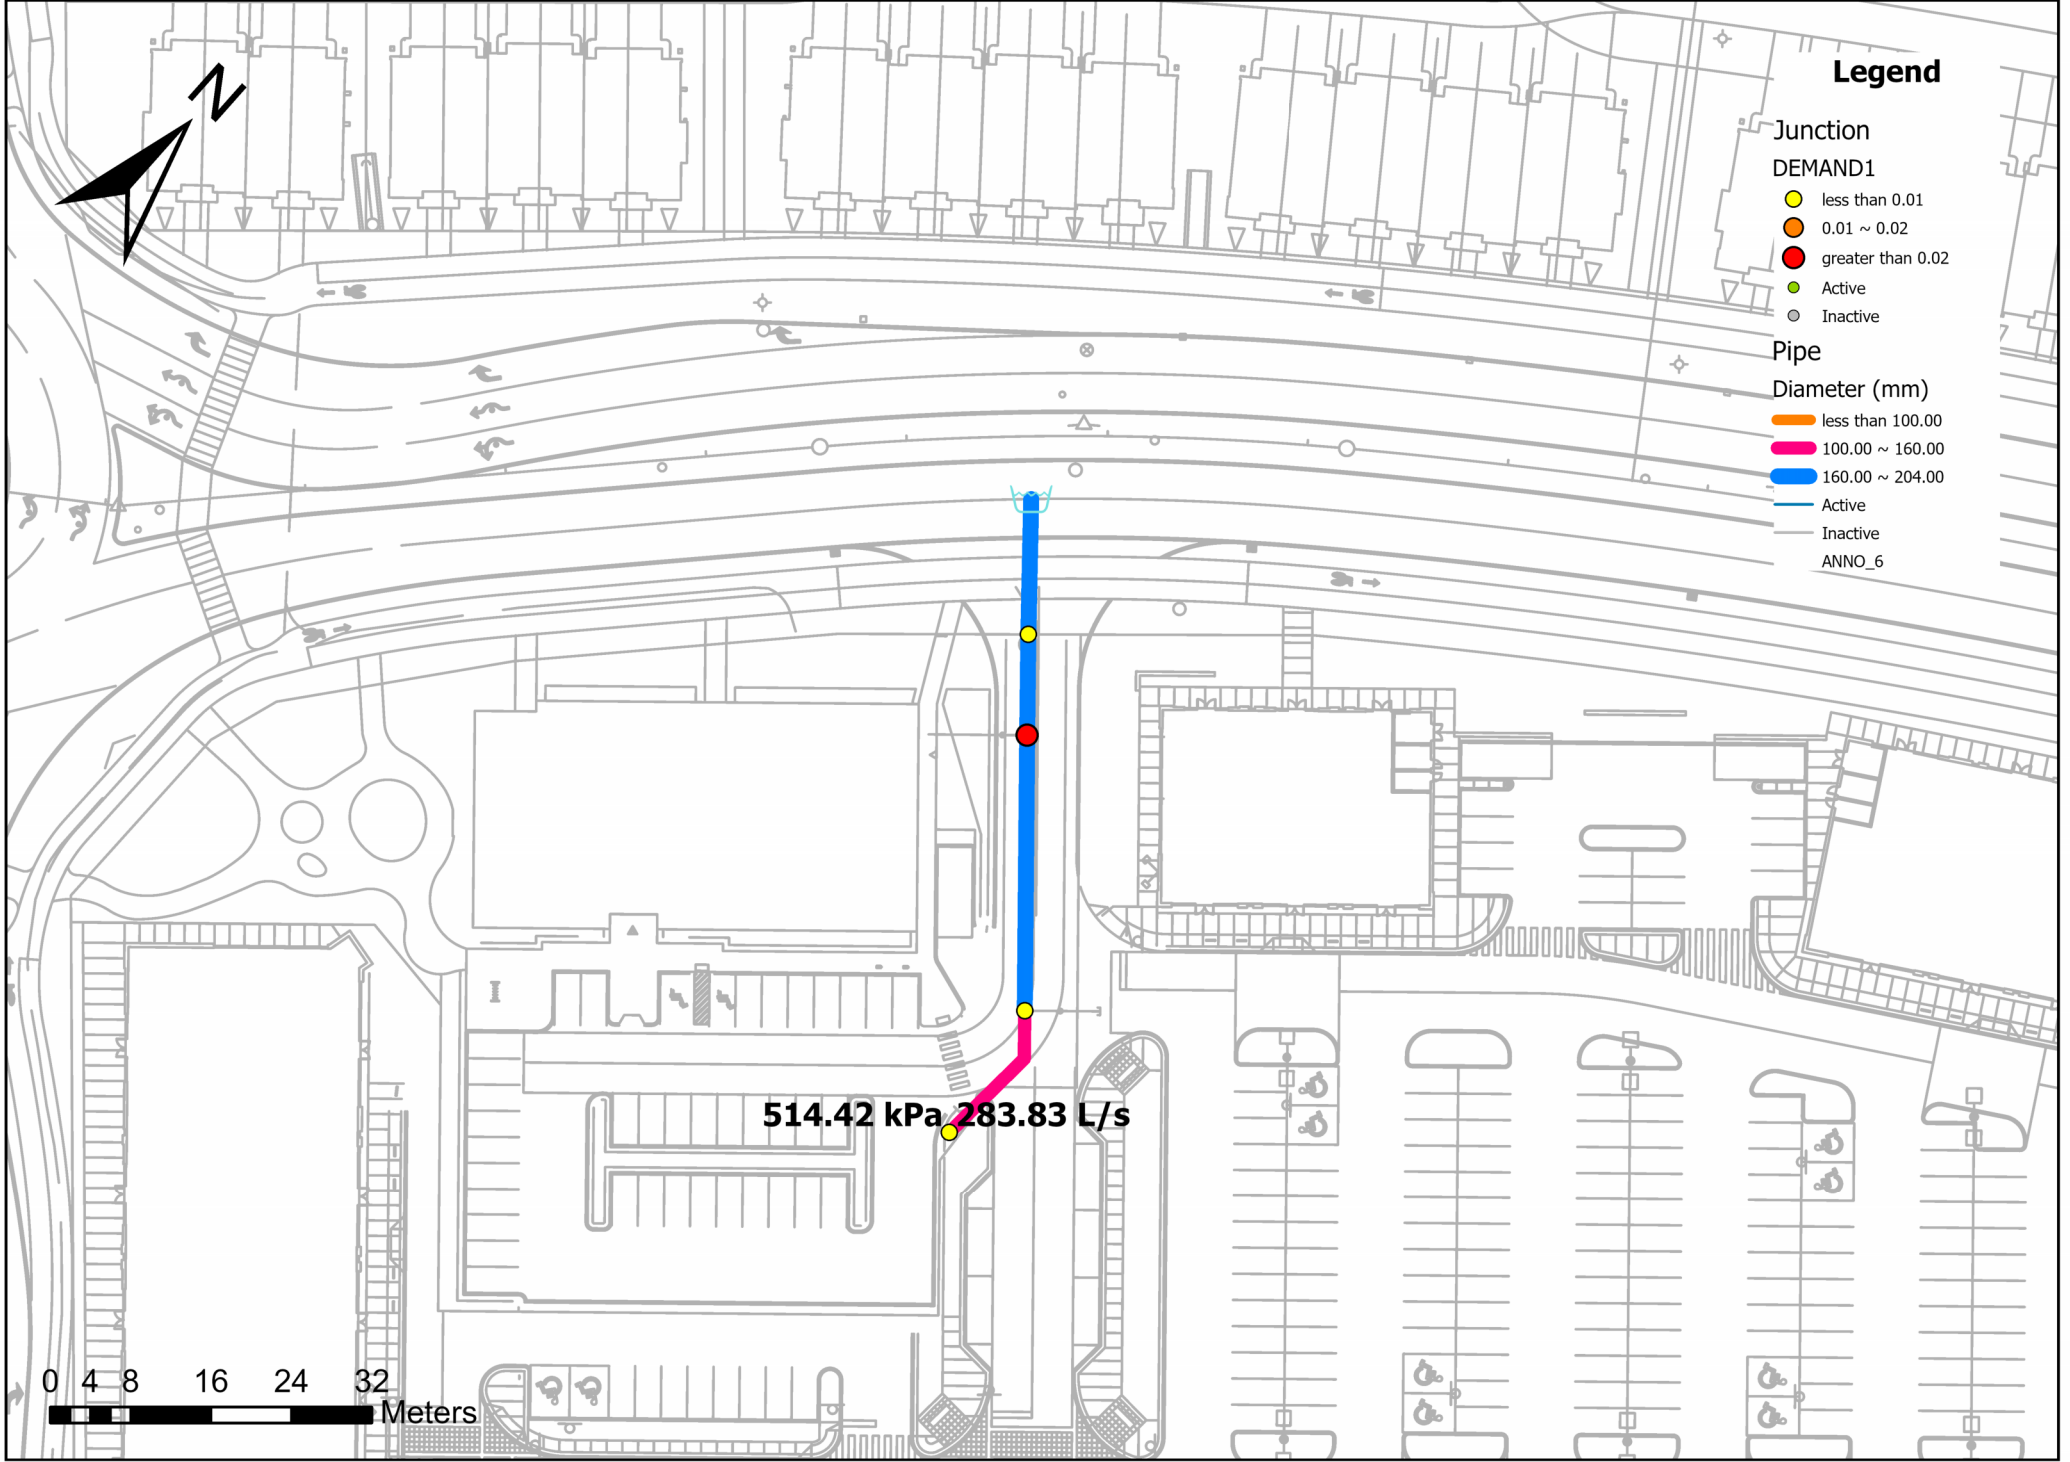 N
Legend
Junction
DEMAND1
less than 0.01
0.01 ~ 0.02
greater than 0.02
Active
Inactive
Pipe
Diameter (mm)
less than 100.00
100.00 ~ 160.00
160.00 ~ 204.00
Active
Inactive
ANNO_6
514.42 kPa 283.83 L/s
0 4 8 16 24 32
Meters